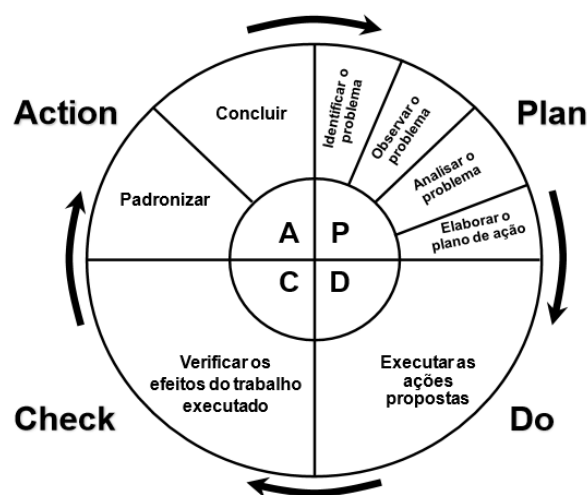 Action
Plan
Concluir
Padronizar
Identificar o
problema
Observar o
problema
Analisar o
problema
Elaborar o
plano de ação
A
P
C
D
Verificar os
efeitos do trabalho
executado
Executar as
ações
propostas
Check
Do